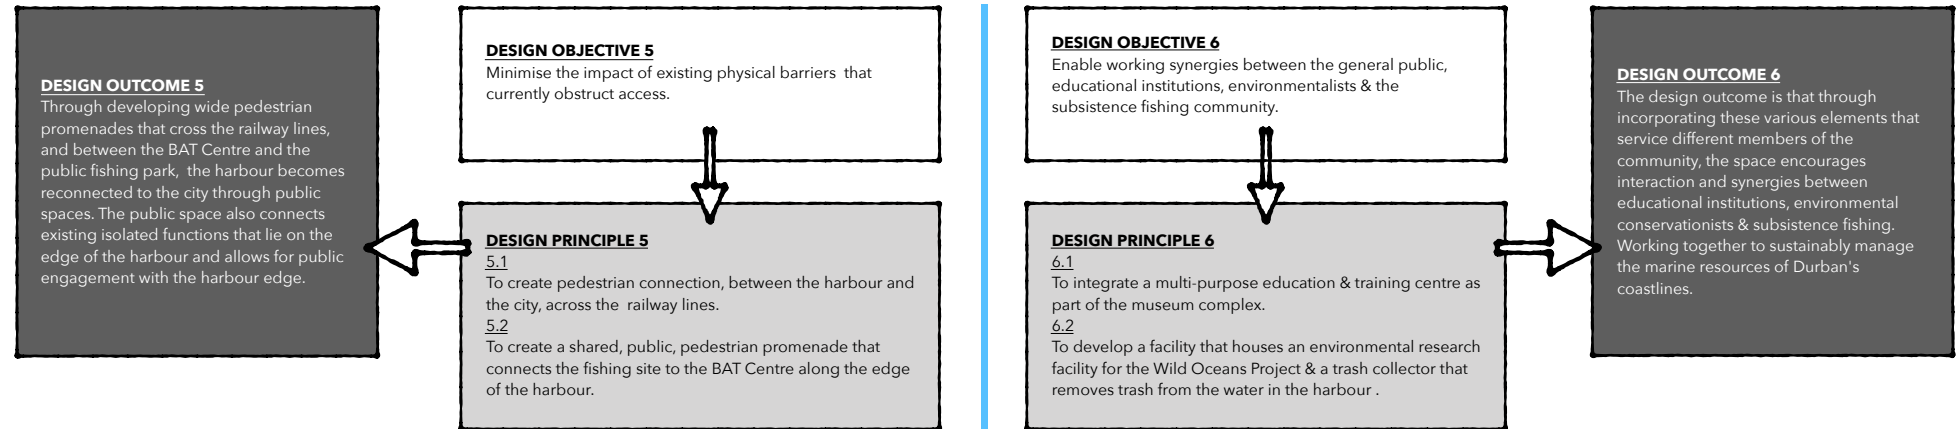 DESIGN OUTCOME 5
Through developing wide pedestrian
promenades that cross the railway lines,
and between the BAT Centre and the
public fishing park,  the harbour becomes
reconnected to the city through public
spaces. The public space also connects
existing isolated functions that lie on the
edge of the harbour and allows for public
engagement with the harbour edge.
DESIGN OBJECTIVE 5
Minimise the impact of existing physical barriers  that
currently obstruct access.
DESIGN PRINCIPLE 5
5.1
To create pedestrian connection, between the harbour and
the city, across the  railway lines.
5.2
To create a shared, public, pedestrian promenade that
connects the fishing site to the BAT Centre along the edge
of the harbour.
DESIGN OBJECTIVE 6
Enable working synergies between the general public,
educational institutions, environmentalists & the
subsistence fishing community.
DESIGN PRINCIPLE 6
6.1
To integrate a multi-purpose education & training centre as
part of the museum complex.
6.2
To develop a facility that houses an environmental research
facility for the Wild Oceans Project & a trash collector that
removes trash from the water in the harbour .
DESIGN OUTCOME 6
The design outcome is that through
incorporating these various elements that
service different members of the
community, the space encourages
interaction and synergies between
educational institutions, environmental
conservationists & subsistence fishing.
Working together to sustainably manage
the marine resources of Durban's
coastlines.